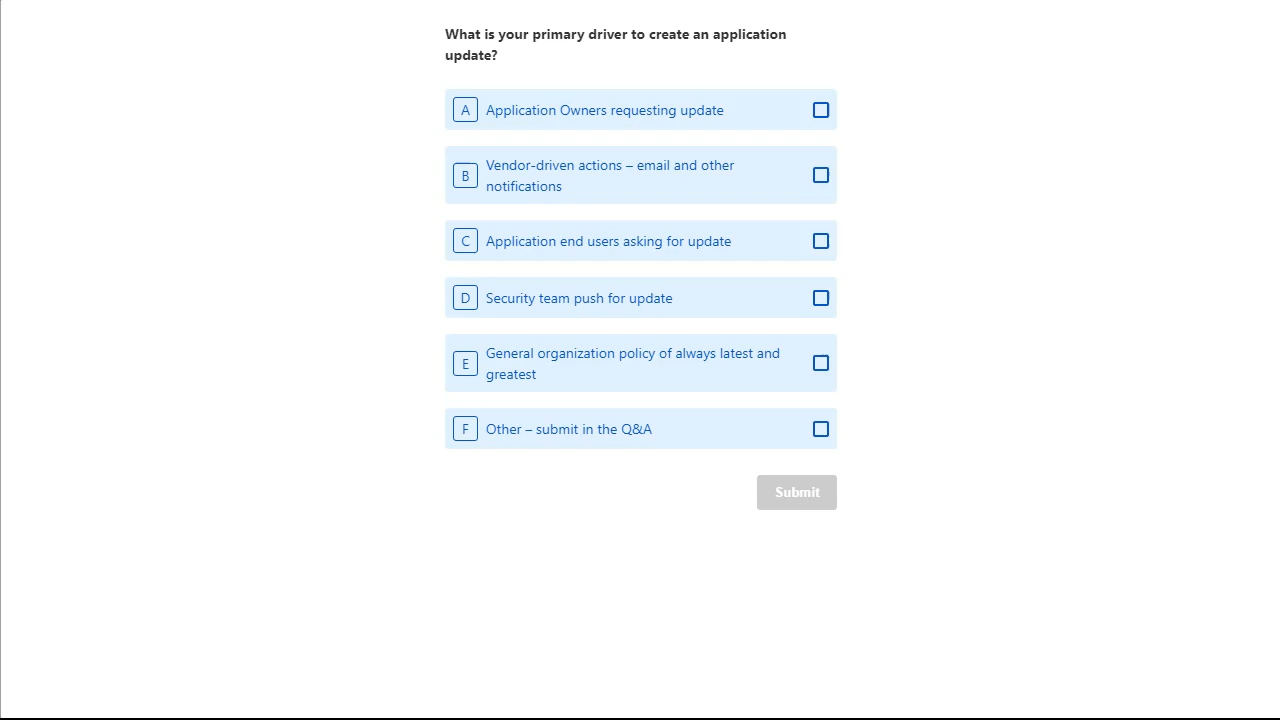 What is your primary driver to create an application
update?
A Application Owners requesting update
B Vendor-driven actions – email and other
notifications
C Application end users asking for update
D Security team push for update
E General organization policy of always latest and
greatest
F Other – submit in the Q&A
Submit